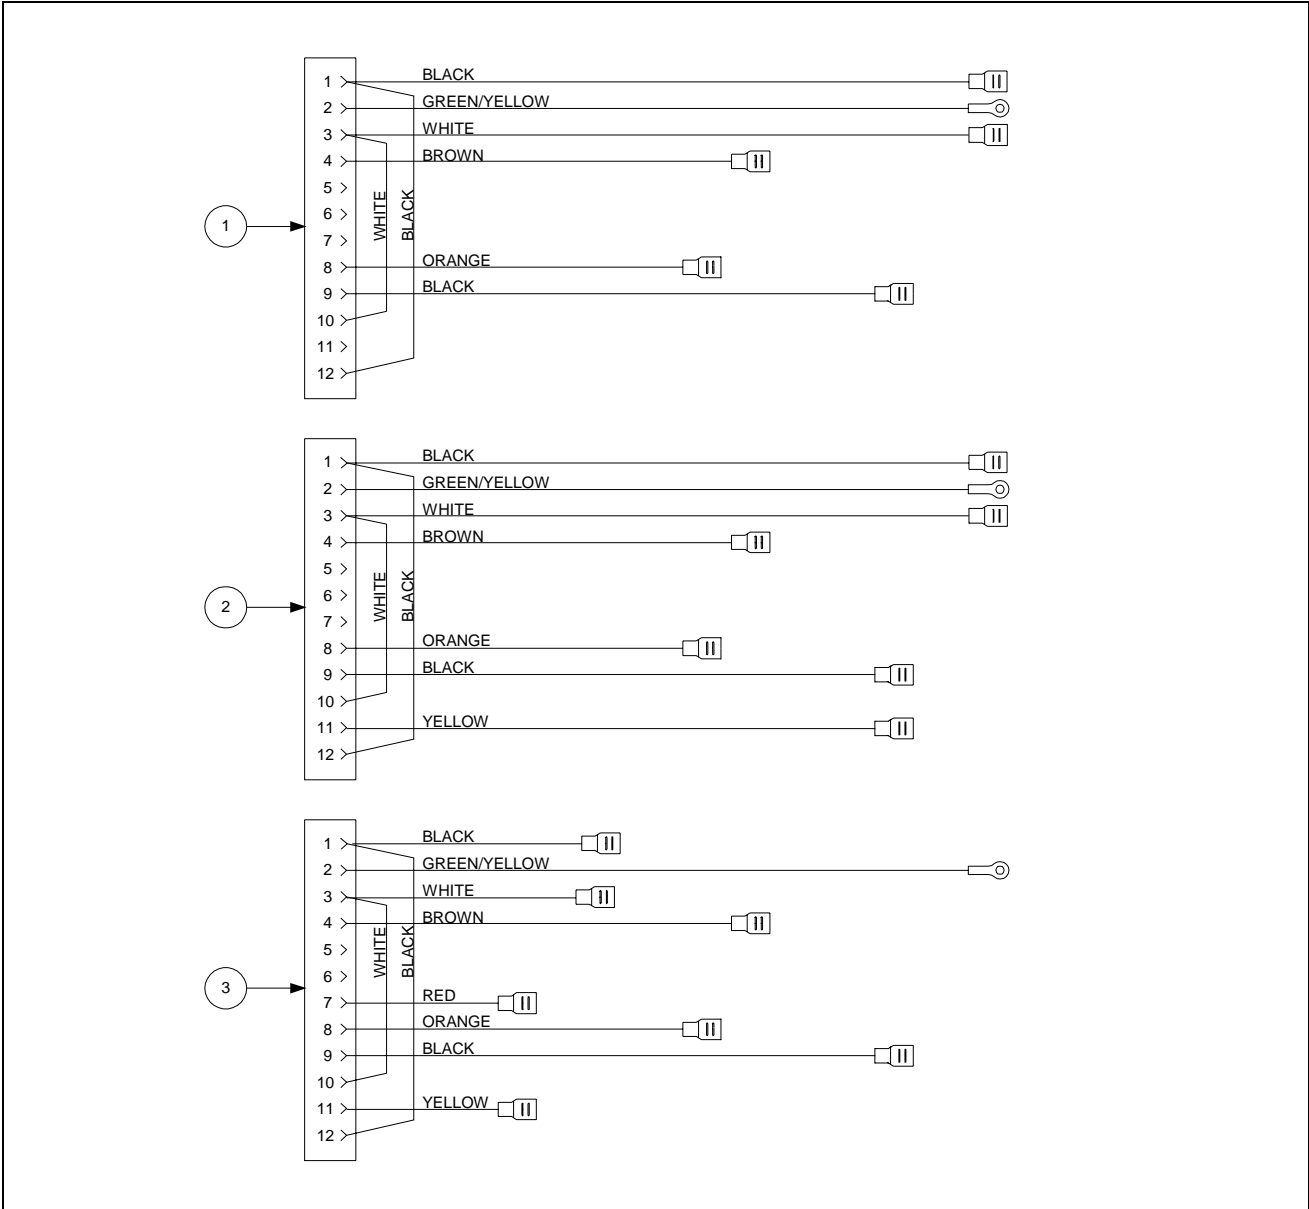 1 BLACK
2 GREEN/YELLOW
3 WHITE
4 BROWN
5
6
7
8 ORANGE
9 BLACK
10
11
12
WHITE
BLACK
1
1 BLACK
2 GREEN/YELLOW
3 WHITE
4 BROWN
5
6
7
8 ORANGE
9 BLACK
10
11 YELLOW
12
WHITE
BLACK
2
1 BLACK
2 GREEN/YELLOW
3 WHITE
4 BROWN
5
6
7 RED
8 ORANGE
9 BLACK
10
11 YELLOW
12
WHITE
BLACK
3